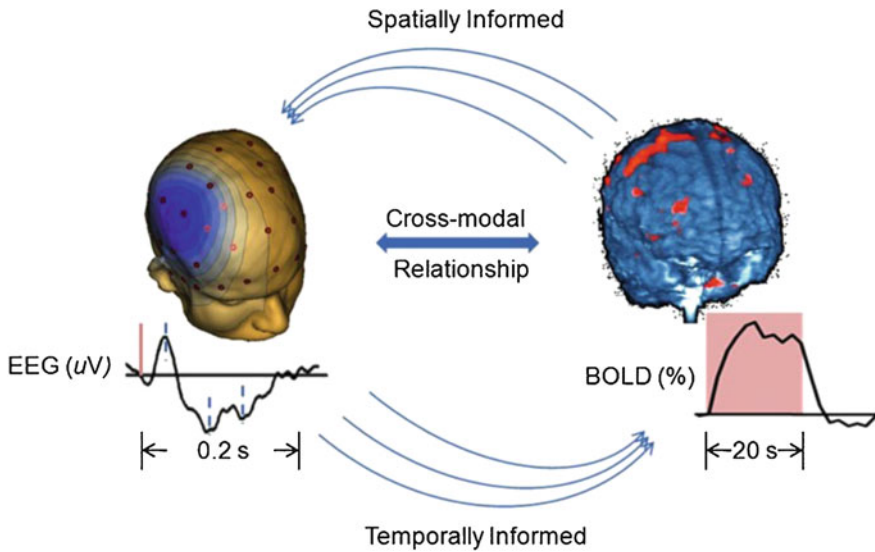 Spatially Informed
Cross-modal
Relationship
EEG (uV)
BOLD (%)
0.2 s
20 s
Temporally Informed